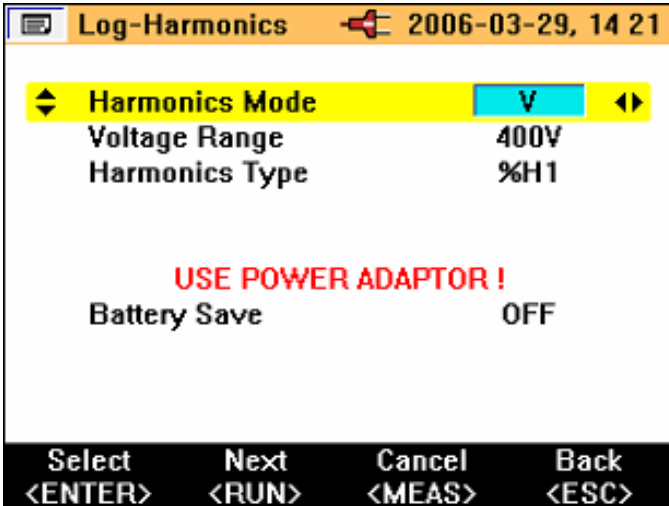 Log-Harmonics 2006-03-29, 14 21
Harmonics Mode V
Voltage Range 400V
Harmonics Type %H1
USE POWER ADAPTOR !
Battery Save OFF
Select Next Cancel Back
<ENTER> <RUN> <MEAS> <ESC>